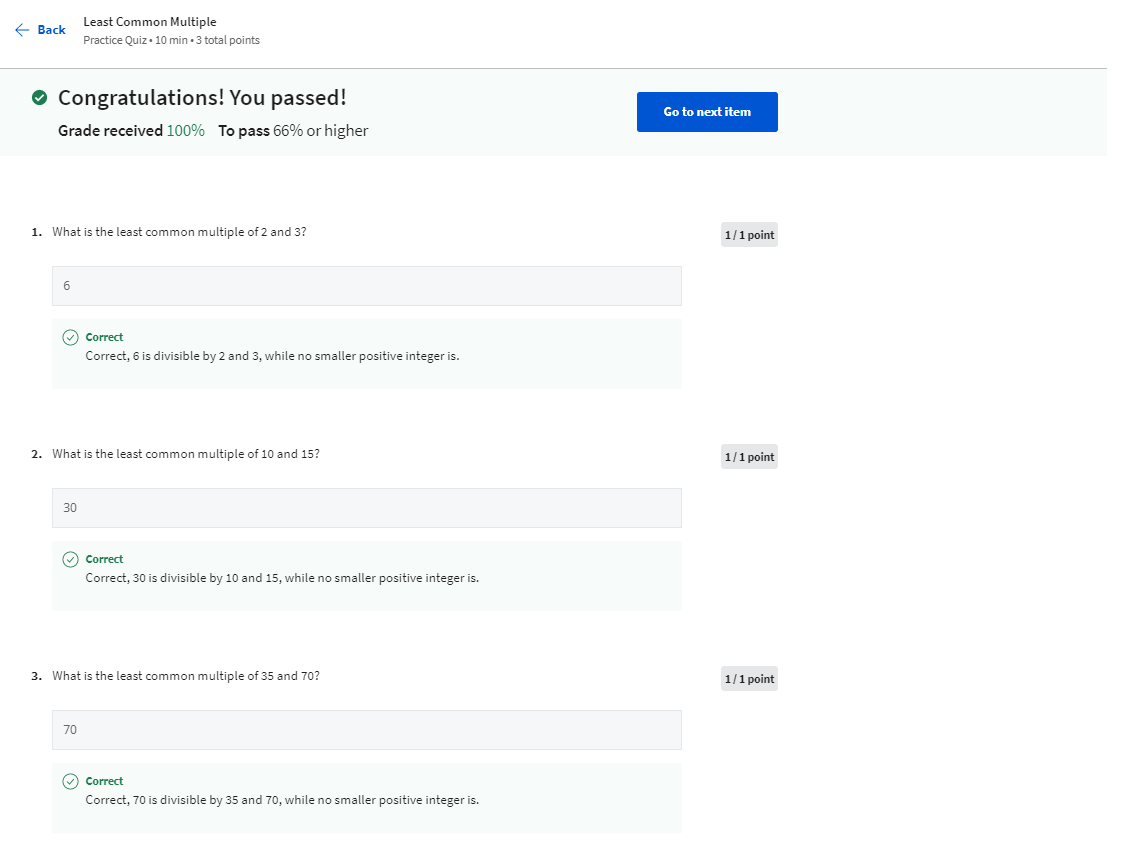 Back
Least Common Multiple
Practice Quiz • 10 min • 3 total points
Congratulations! You passed!
Grade received 100% To pass 66% or higher
Go to next item
1. What is the least common multiple of 2 and 3?
1 / 1 point
6
Correct
Correct, 6 is divisible by 2 and 3, while no smaller positive integer is.
2. What is the least common multiple of 10 and 15?
1 / 1 point
30
Correct
Correct, 30 is divisible by 10 and 15, while no smaller positive integer is.
3. What is the least common multiple of 35 and 70?
1 / 1 point
70
Correct
Correct, 70 is divisible by 35 and 70, while no smaller positive integer is.